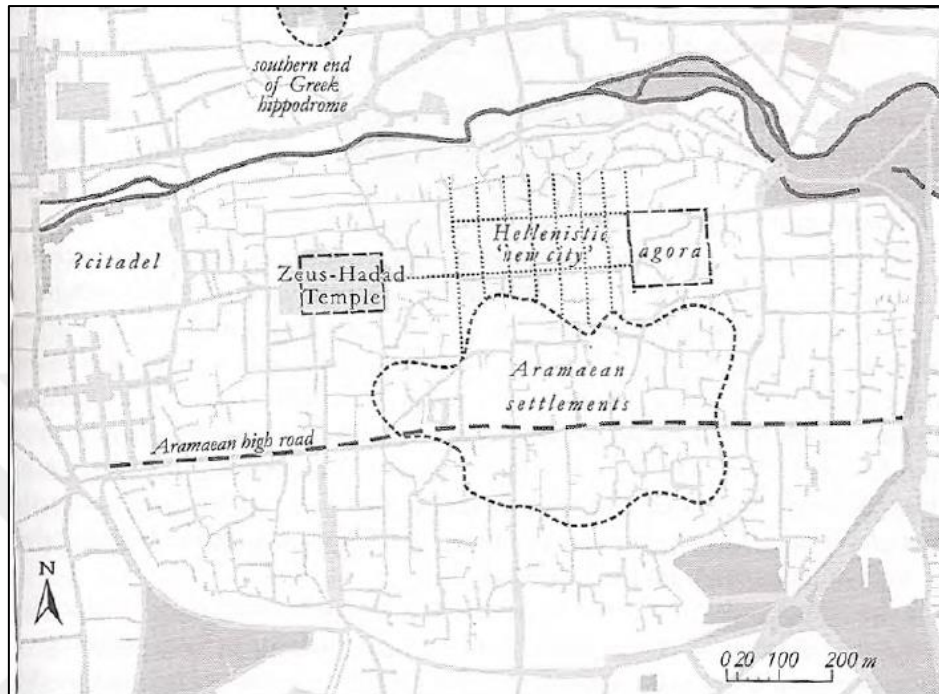 southern end
of Greek
hippodrome
?citadel
Zeus-Hadad
Temple
Hellenistic
'new city'
agora
Aramaean
settlements
Aramaean high road
N
0 20 100 200 m